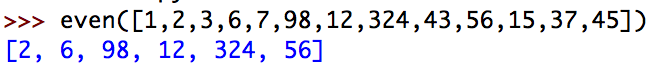 >>> even([1,2,3,6,7,98,12,324,43,56,15,37,45])
[2, 6, 98, 12, 324, 56]